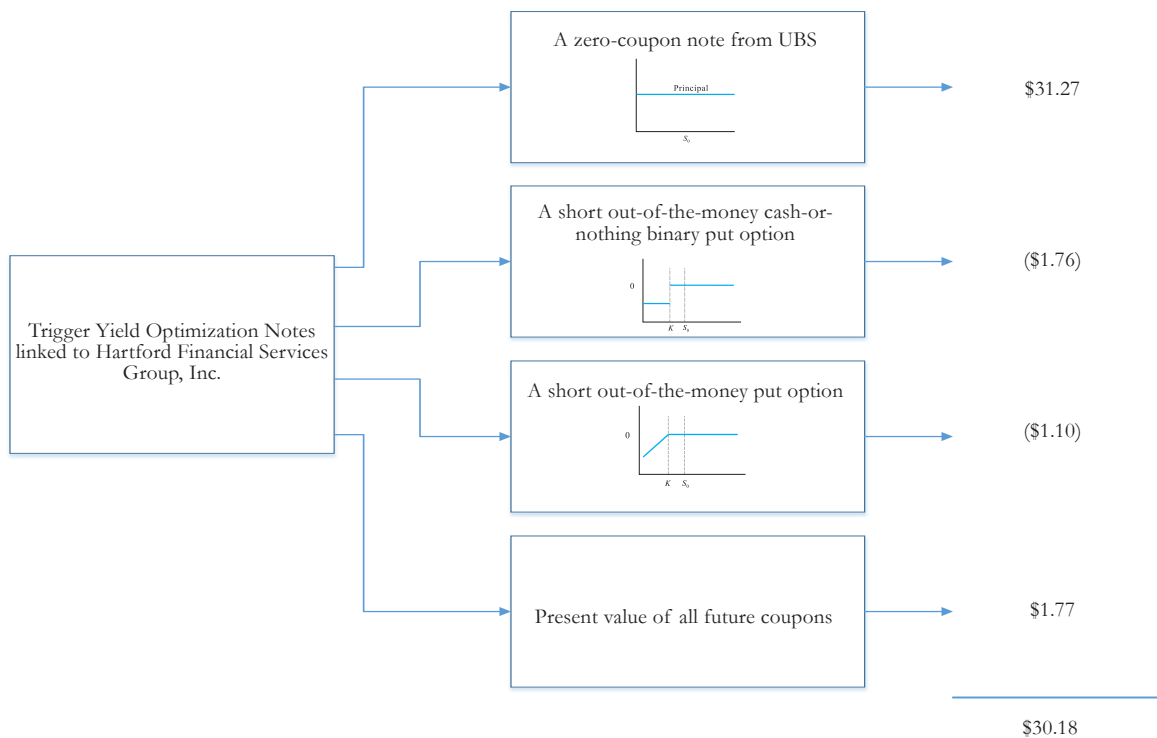 A zero-coupon note from UBS
Principal
S₀
$31.27
A short out-of-the-money cash-or-
nothing binary put option
0
K S₀
($1.76)
Trigger Yield Optimization Notes
linked to Hartford Financial Services
Group, Inc.
A short out-of-the-money put option
0
K S₀
($1.10)
Present value of all future coupons
$1.77
$30.18